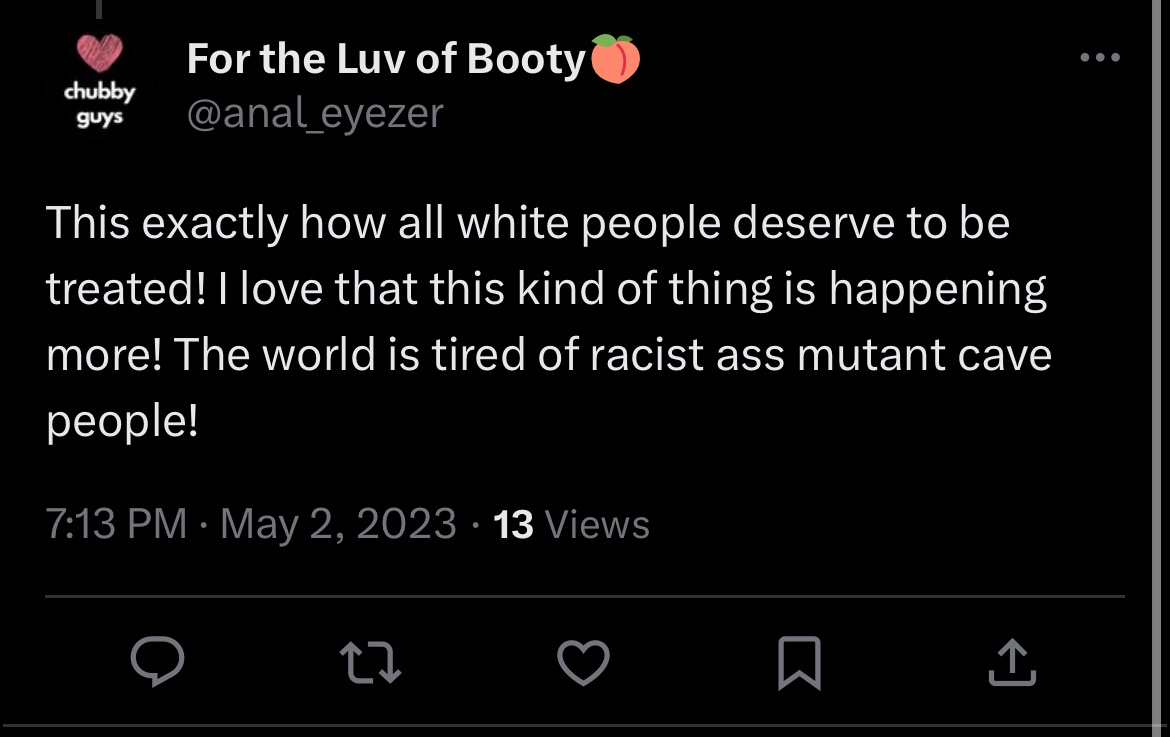 For the Luv of Booty🍑
chubby
guys
@anal_eyezer
This exactly how all white people deserve to be
treated! I love that this kind of thing is happening
more! The world is tired of racist ass mutant cave
people!
7:13 PM · May 2, 2023 · 13 Views